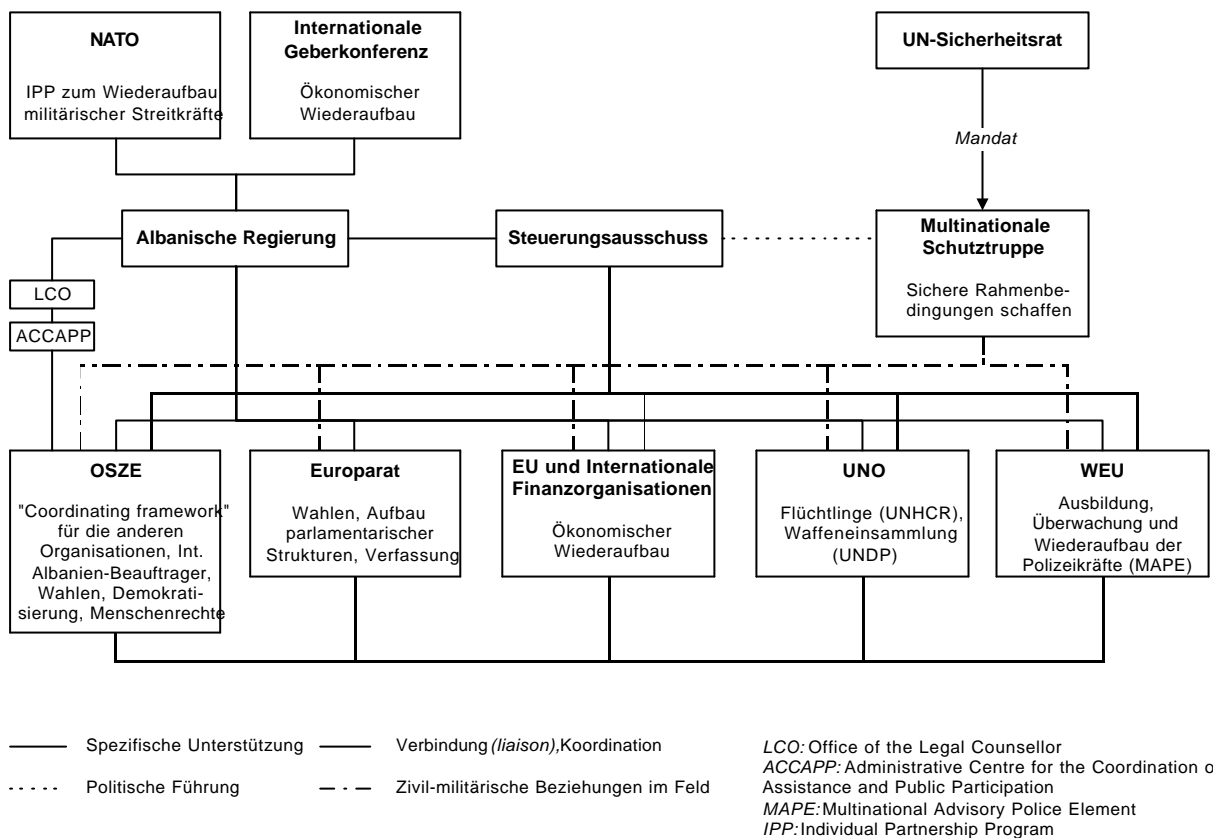 NATO
IPP zum Wiederaufbau
militärischer Streitkräfte
Internationale
Geberkonferenz
Ökonomischer
Wiederaufbau
UN-Sicherheitsrat
Mandat
Albanische Regierung
Steuerungsausschuss
Multinationale
Schutztruppe
Sichere Rahmenbe-
dingungen schaffen
LCO
ACCAPP
OSZE
"Coordinating framework"
für die anderen
Organisationen, Int.
Albanien-Beauftrager,
Wahlen, Demokrati-
sierung, Menschenrechte
Europarat
Wahlen, Aufbau
parlamentarischer
Strukturen, Verfassung
EU und Internationale
Finanzorganisationen
Ökonomischer
Wiederaufbau
UNO
Flüchtlinge (UNHCR),
Waffeneinsammlung
(UNDP)
WEU
Ausbildung,
Überwachung und
Wiederaufbau der
Polizeikräfte (MAPE)
Spezifische Unterstützung
Verbindung (liaison), Koordination
Politische Führung
Zivil-militärische Beziehungen im Feld
LCO: Office of the Legal Counsellor
ACCAPP: Administrative Centre for the Coordination o
Assistance and Public Participation
MAPE: Multinational Advisory Police Element
IPP: Individual Partnership Program